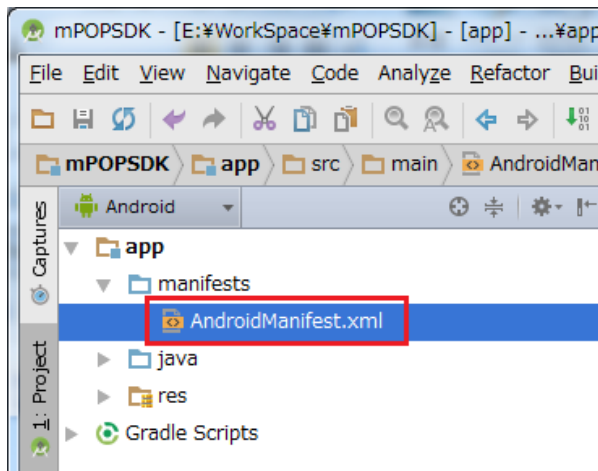 mPOPSDK - [E:¥WorkSpace¥mPOPSDK] - [app] - ...¥app
File Edit View Navigate Code Analyze Refactor Bui
mPOPSDK app src main AndroidMan
Android
Captures
app
manifests
AndroidManifest.xml
java
1: Project
res
Gradle Scripts